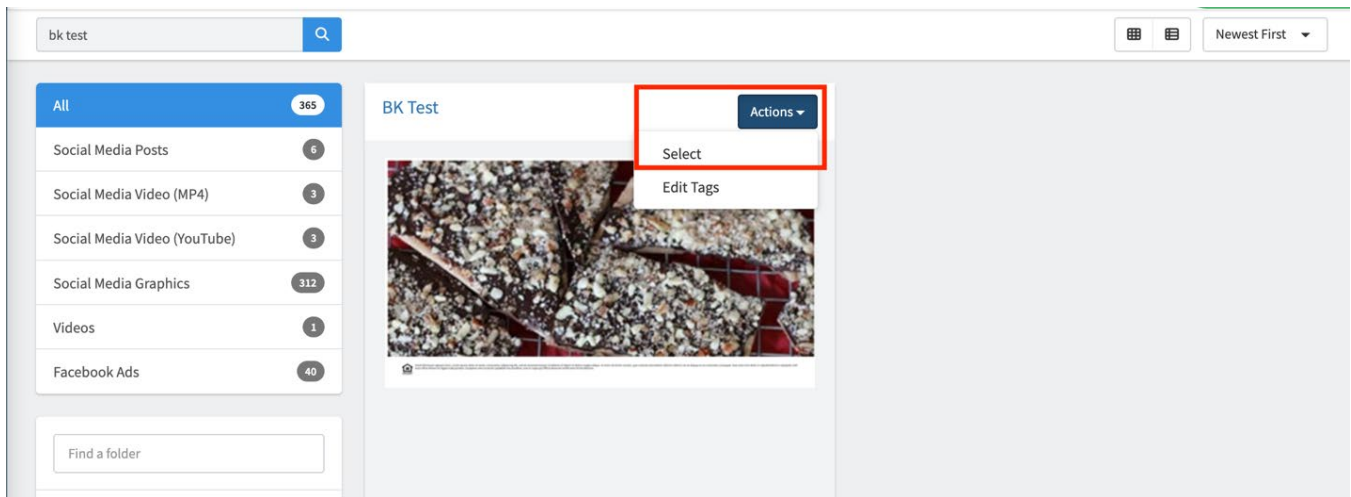 bk test
Newest First
All
365
Social Media Posts
6
Social Media Video (MP4)
3
Social Media Video (YouTube)
3
Social Media Graphics
312
Videos
1
Facebook Ads
40
Find a folder
BK Test
Actions
Select
Edit Tags